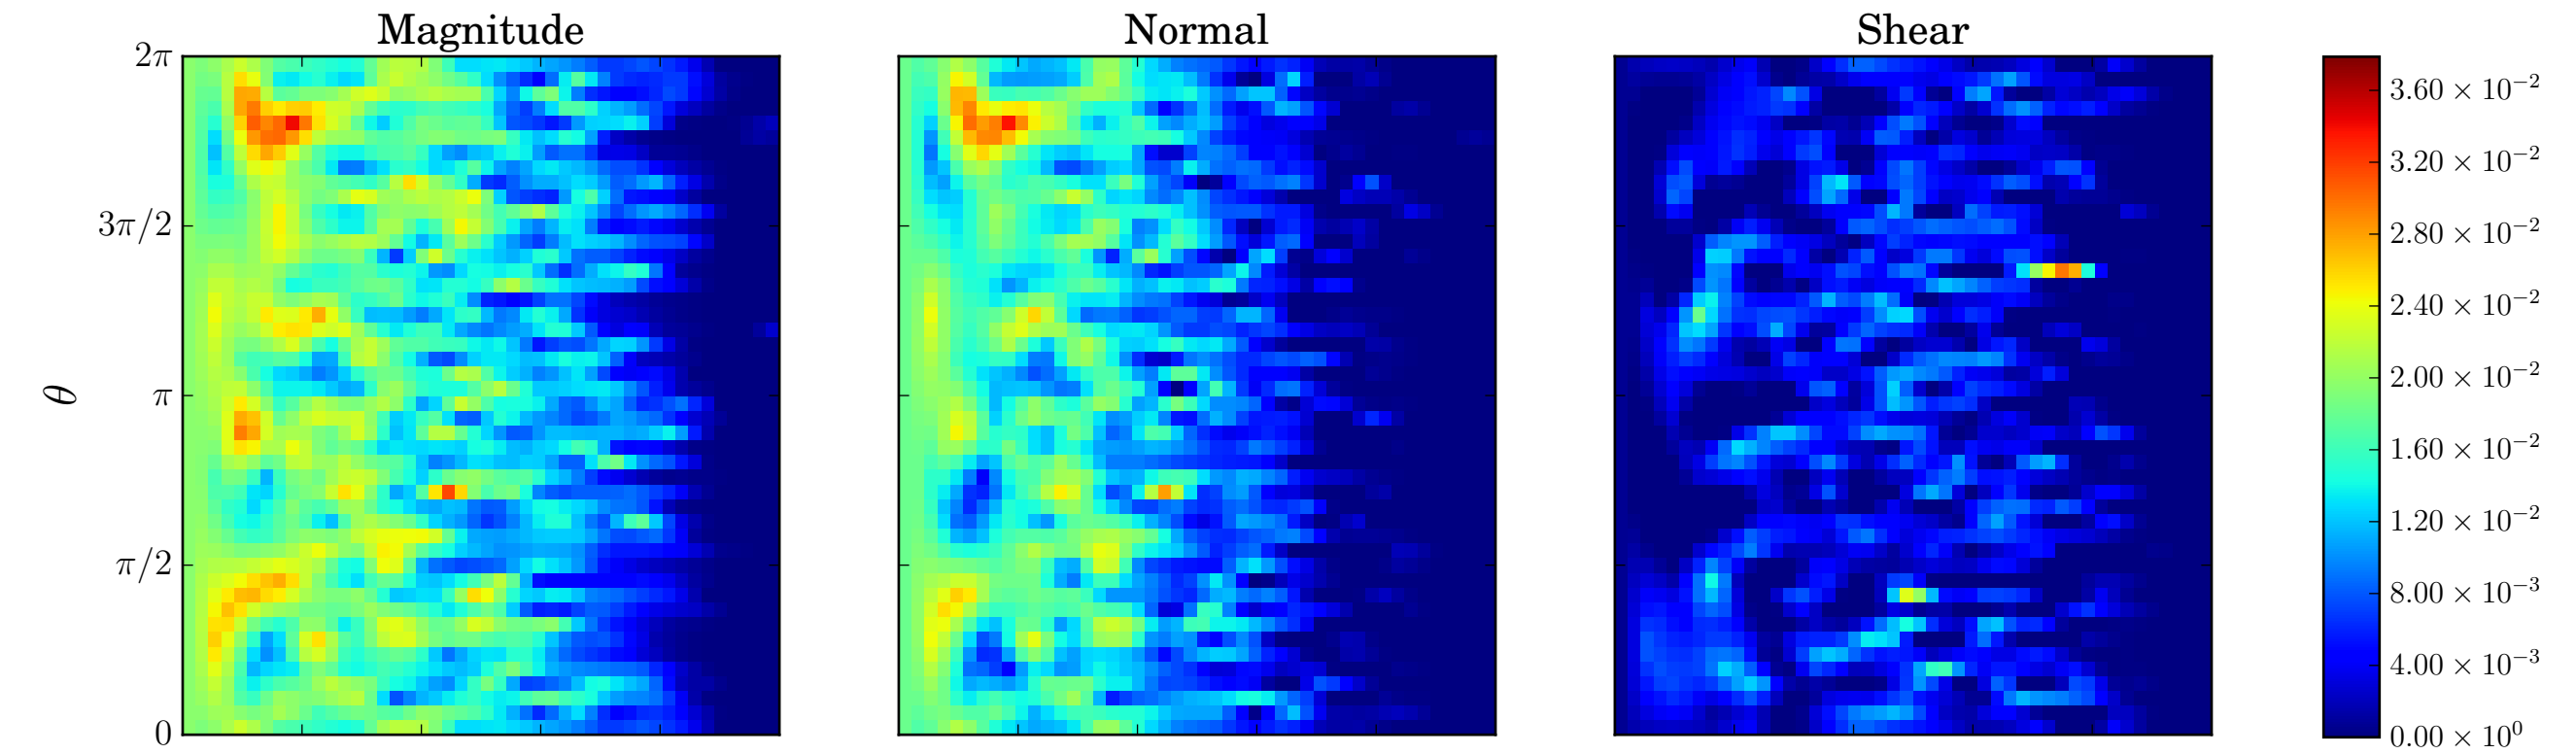 Magnitude Normal Shear
2π
3π/2
π
π/2
0
θ
3.60 × 10⁻²
3.20 × 10⁻²
2.80 × 10⁻²
2.40 × 10⁻²
2.00 × 10⁻²
1.60 × 10⁻²
1.20 × 10⁻²
8.00 × 10⁻³
4.00 × 10⁻³
0.00 × 10⁰